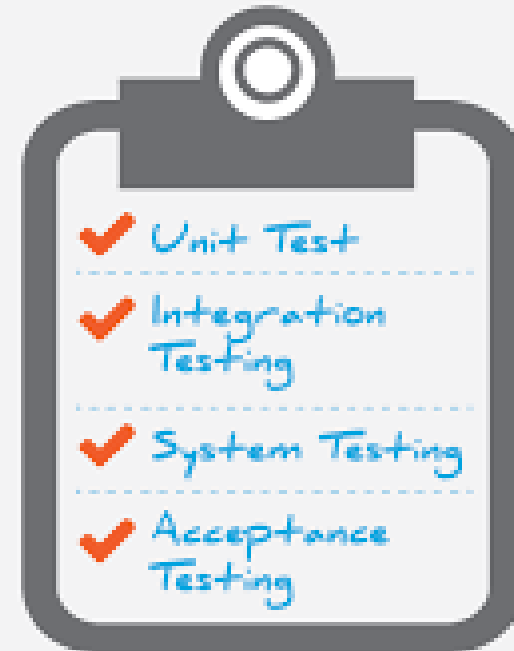 Unit Test
Integration
Testing
System Testing
Acceptance
Testing